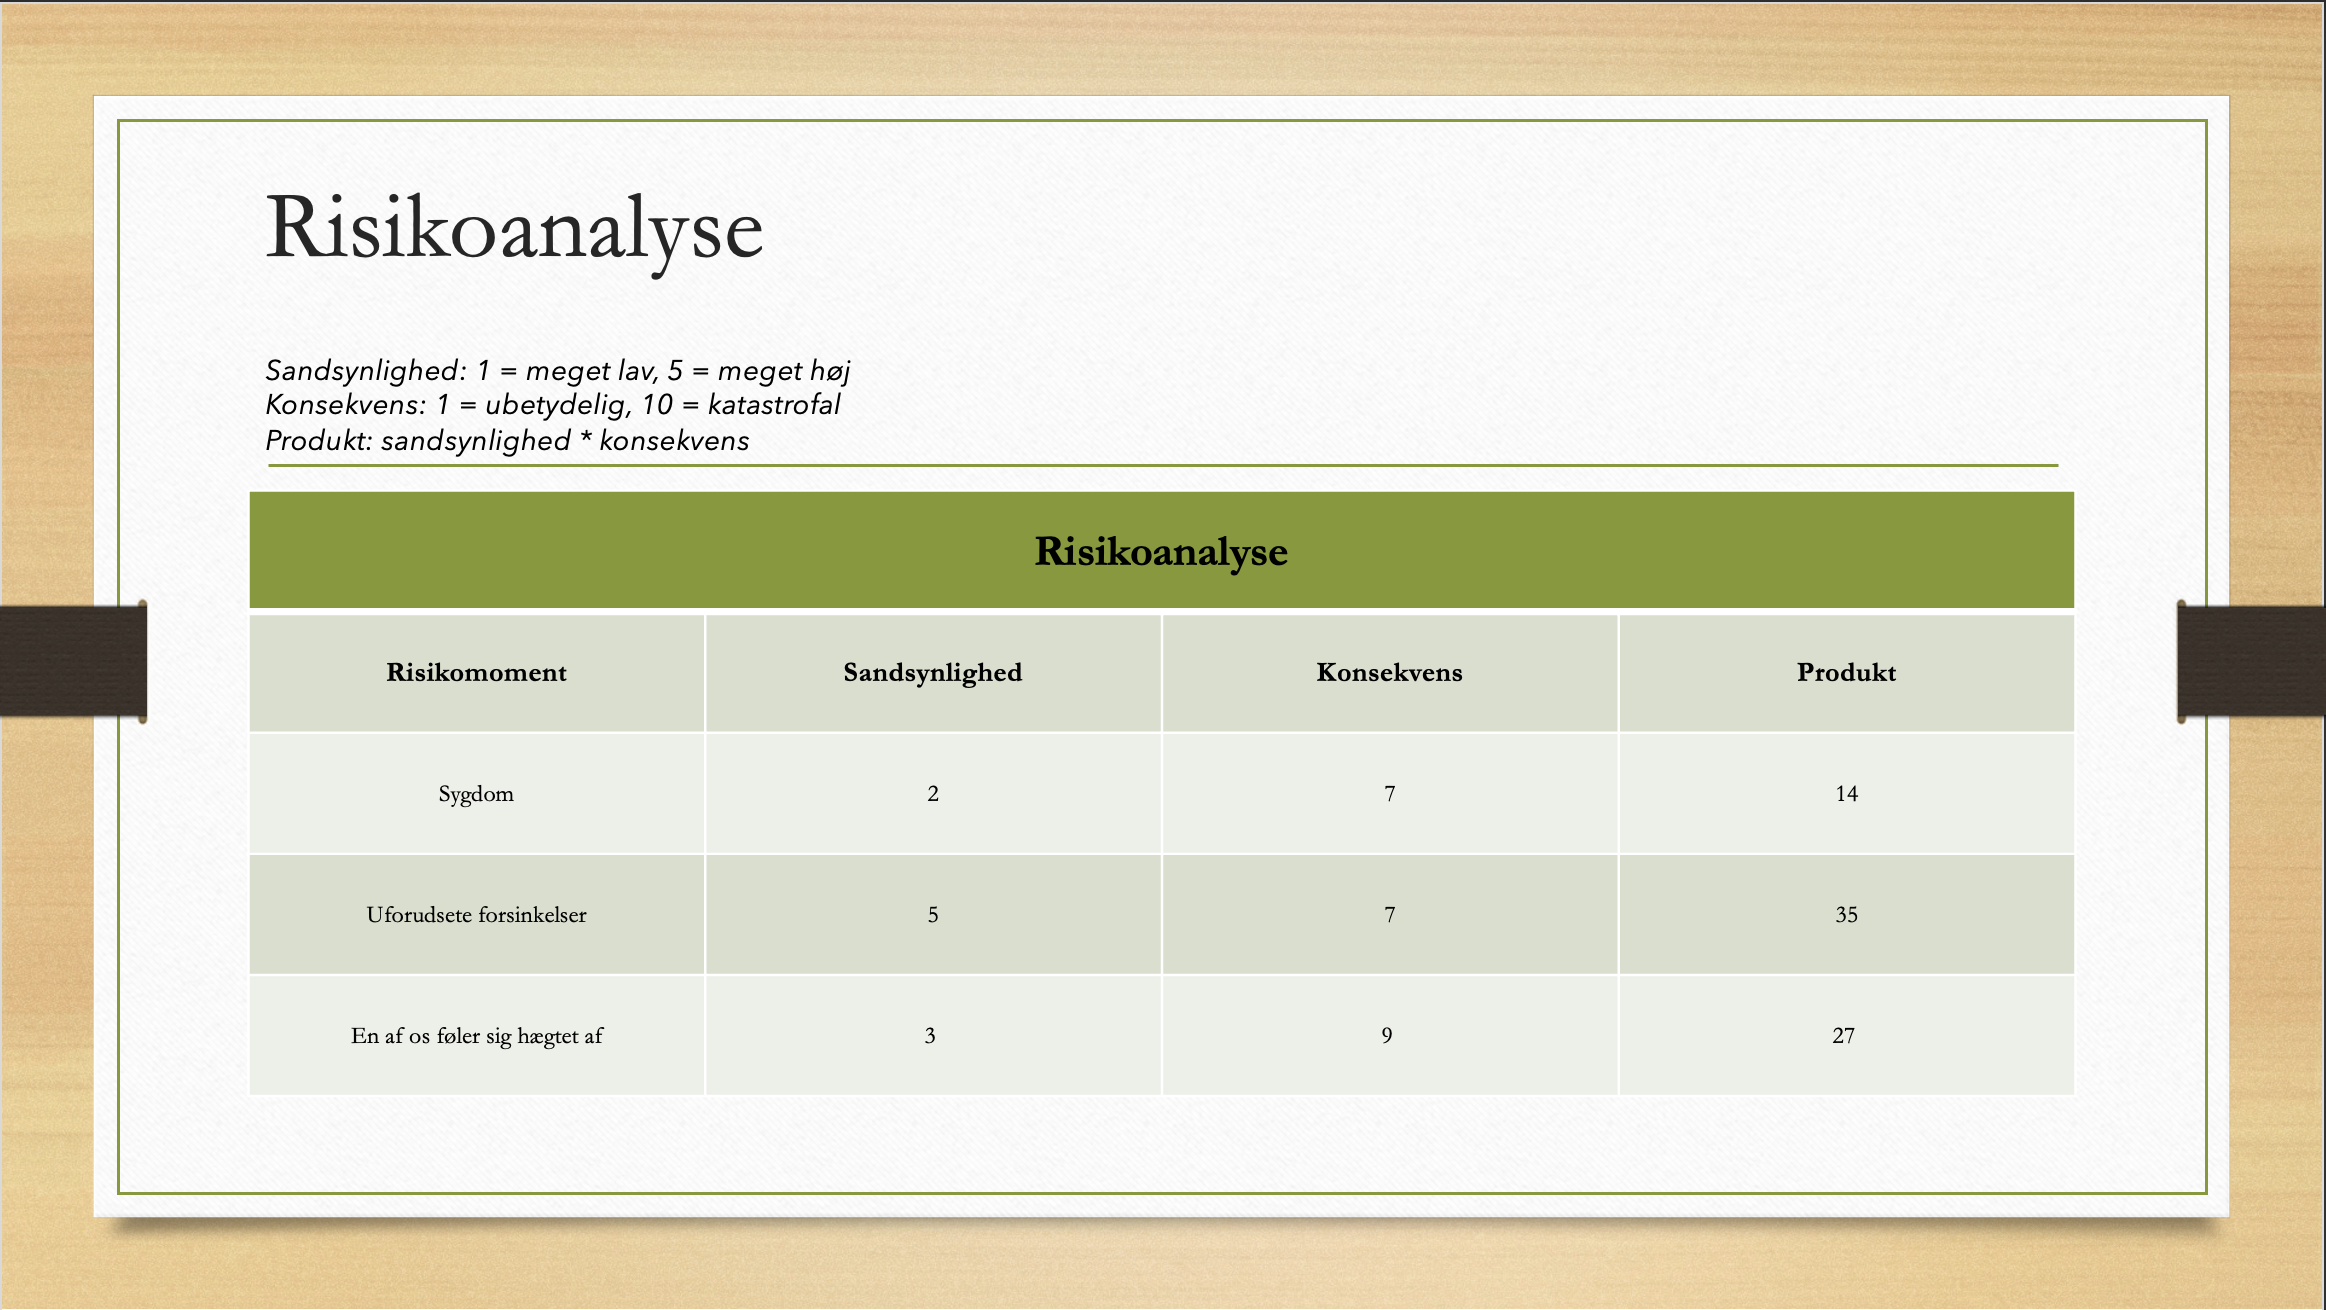 Risikoanalyse
Sandsynlighed: 1 = meget lav, 5 = meget høj
Konsekvens: 1 = ubetydelig, 10 = katastrofal
Produkt: sandsynlighed * konsekvens
Risikoanalyse
Risikomoment Sandsynlighed Konsekvens Produkt
Sygdom 2 7 14
Uforudsete forsinkelser 5 7 35
En af os føler sig hægtet af 3 9 27